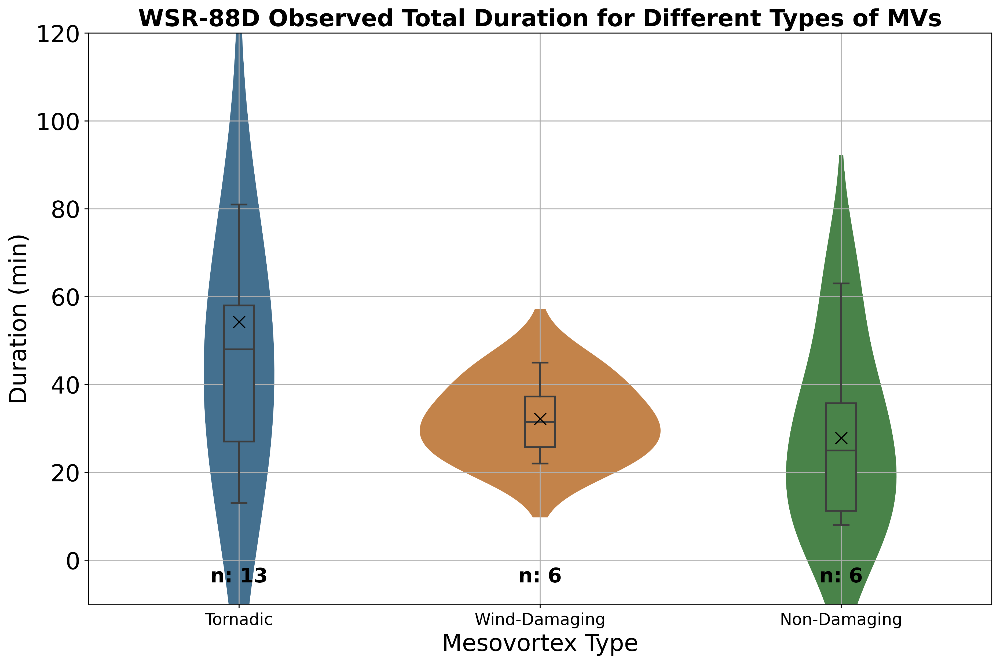 WSR-88D Observed Total Duration for Different Types of MVs
120
100
80
60
40
20
0
Duration (min)
n: 13
n: 6
n: 6
Tornadic
Wind-Damaging
Non-Damaging
Mesovortex Type